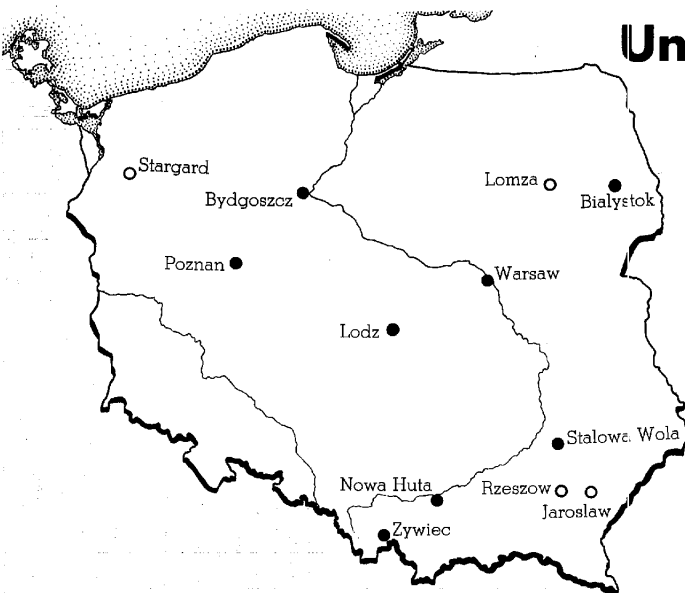 Un
Stargard
Lomza
Bydgoszcz
Bialystok
Poznan
Warsaw
Lodz
Stalowa Wola
Nowa Huta
Rzeszow
Jaroslaw
Zywiec